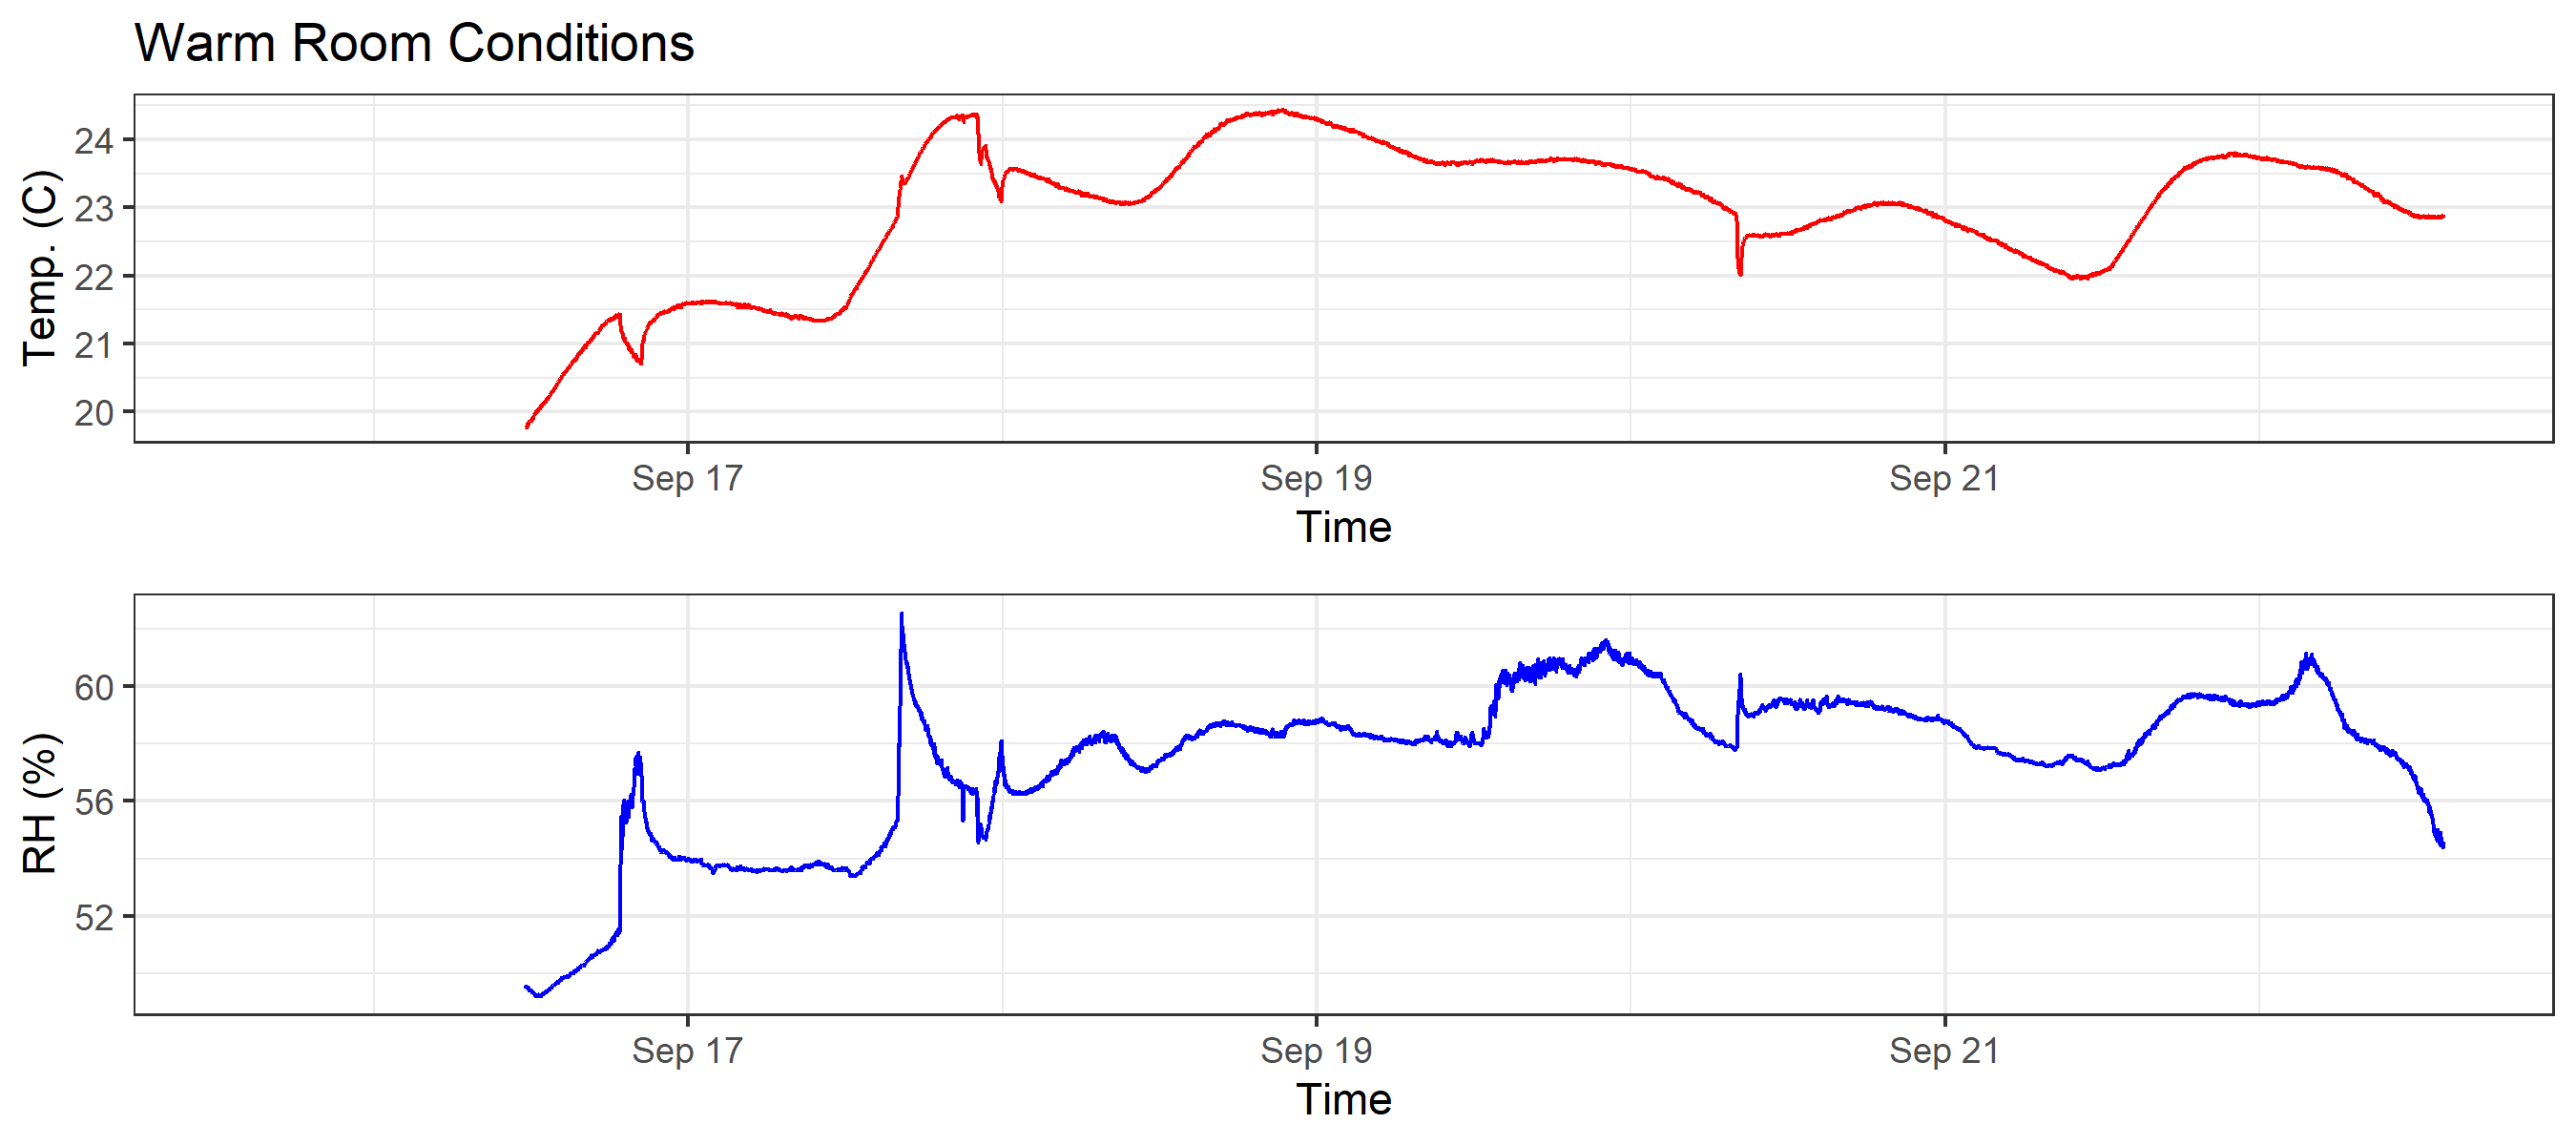 Warm Room Conditions
Temp. (C)
24
23
22
21
20
Sep 17 Sep 19 Sep 21
Time
RH (%)
60
56
52
Sep 17 Sep 19 Sep 21
Time